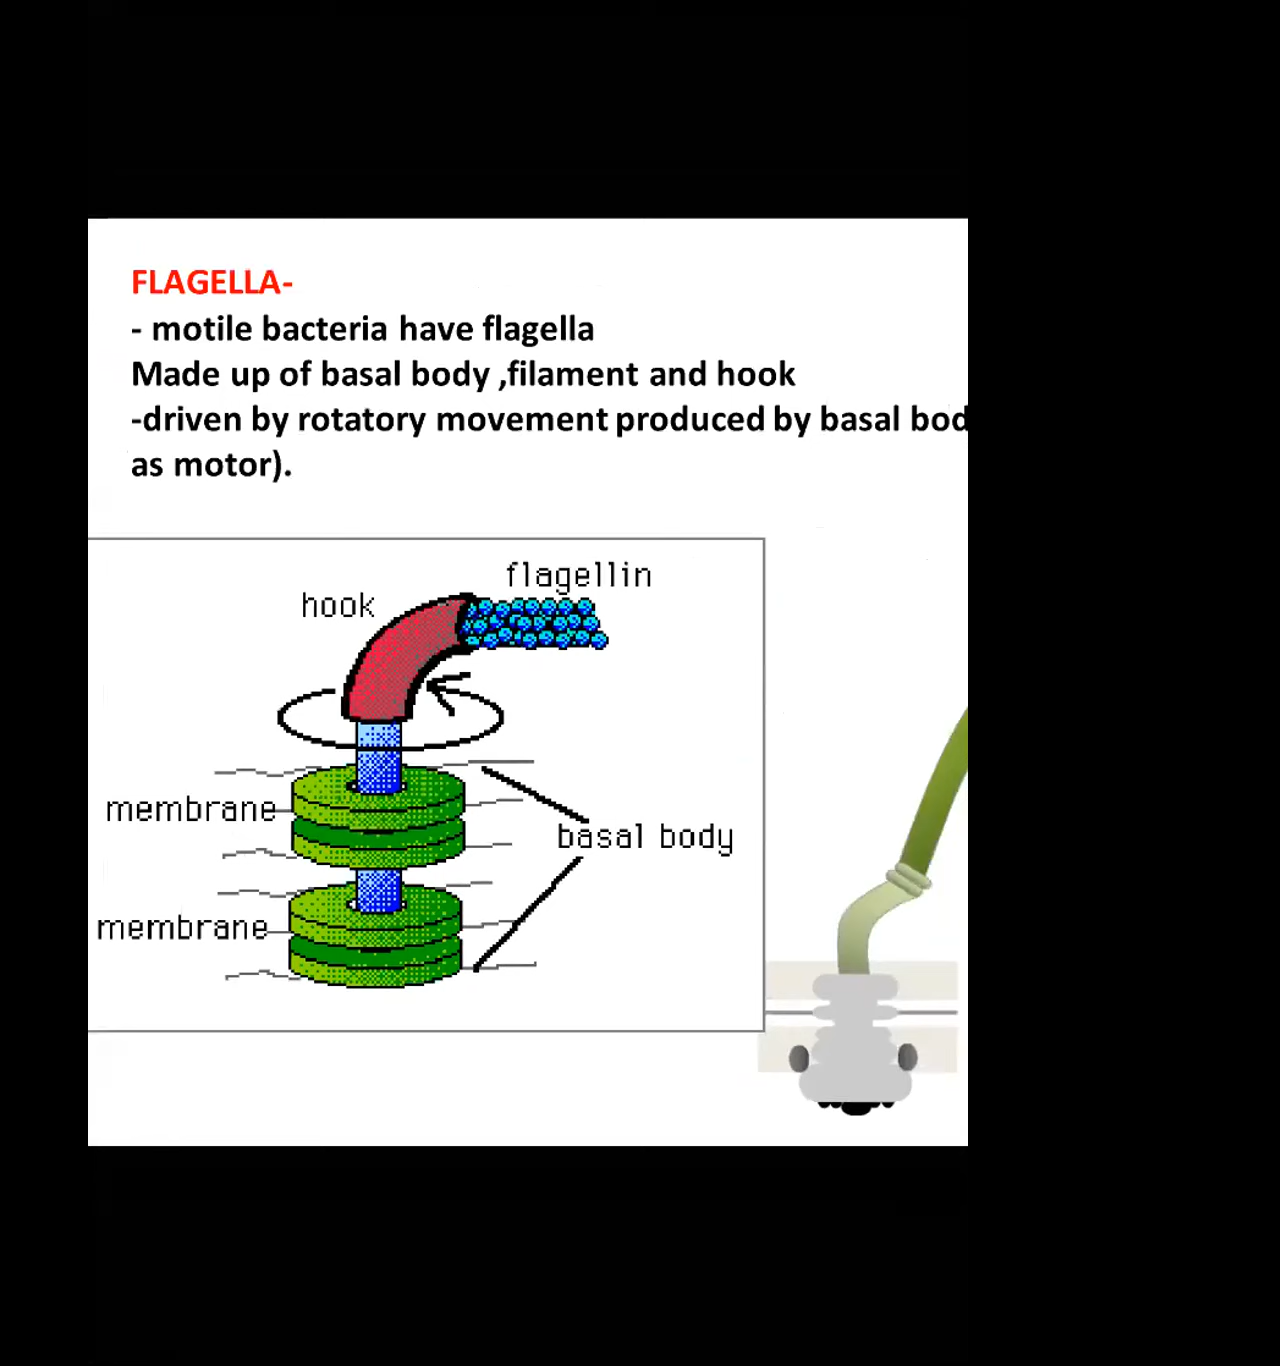 FLAGELLA-
- motile bacteria have flagella
Made up of basal body ,filament and hook
-driven by rotatory movement produced by basal bod
as motor).
flagellin
hook
membrane
basal body
membrane